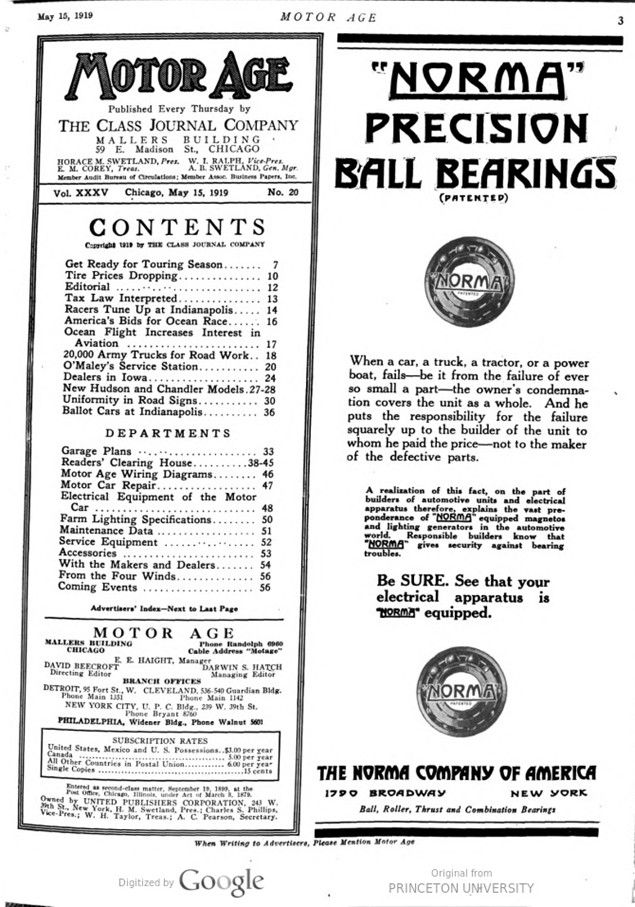 May 15, 1919
MOTOR AGE
3
MOTOR AGE
Published Every Thursday by
THE CLASS JOURNAL COMPANY
MALLERS BUILDING
59 E. Madison St., CHICAGO
HORACE M. SWETLAND, Pres. W. I. RALPH, Vice-Pres.
E. M. COREY, Treas. A. B. SWETLAND, Gen. Mgr.
Member Audit Bureau of Circulations; Member Assoc. Business Papers, Inc.
Vol. XXXV Chicago, May 15, 1919 No. 20
CONTENTS
Copyright 1919 by THE CLASS JOURNAL COMPANY
Get Ready for Touring Season....... 7
Tire Prices Dropping................ 10
Editorial .......................... 12
Tax Law Interpreted............... 13
Racers Tune Up at Indianapolis..... 14
America's Bids for Ocean Race...... 16
Ocean Flight Increases Interest in
Aviation ........................ 17
20,000 Army Trucks for Road Work.. 18
O'Maley's Service Station........... 20
Dealers in Iowa..................... 24
New Hudson and Chandler Models.27-28
Uniformity in Road Signs........... 30
Ballot Cars at Indianapolis.......... 36
DEPARTMENTS
Garage Plans ...................... 33
Readers' Clearing House..........38-45
Motor Age Wiring Diagrams........ 46
Motor Car Repair................... 47
Electrical Equipment of the Motor
Car .............................. 48
Farm Lighting Specifications........ 50
Maintenance Data .................. 51
Service Equipment ................. 52
Accessories ........................ 53
With the Makers and Dealers....... 54
From the Four Winds............... 56
Coming Events ..................... 56
Advertisers' Index—Next to Last Page
MOTOR AGE
MALLERS BUILDING Phone Randolph 6960
CHICAGO Cable Address "Motage"
E. E. HAIGHT, Manager
DAVID BEECROFT DARWIN S. HATCH
Directing Editor Managing Editor
BRANCH OFFICES
DETROIT, 95 Fort St., W. CLEVELAND, 536-540 Guardian Bldg.
Phone Main 1351 Phone Main 1142
NEW YORK CITY, U. P. C. Bldg., 239 W. 39th St.
Phone Bryant 8760
PHILADELPHIA, Widener Bldg., Phone Walnut 5601
SUBSCRIPTION RATES
United States, Mexico and U. S. Possessions..$3.00 per year
Canada ..................................... 5.00 per year
All Other Countries in Postal Union......... 6.00 per year
Single Copies ..................................15 cents
Entered as second-class matter, September 19, 1899, at the
Post Office, Chicago, Illinois, under Act of March 3, 1879.
Owned by UNITED PUBLISHERS CORPORATION, 243 W.
39th St., New York, H. M. Swetland, Pres.; Charles S. Phillips,
Vice-Pres.; W. H. Taylor, Treas.; A. C. Pearson, Secretary.
"NORMA"
PRECISION
BALL BEARINGS
(PATENTED)
NORMA
PATENTED
When a car, a truck, a tractor, or a power
boat, fails—be it from the failure of ever
so small a part—the owner's condemna-
tion covers the unit as a whole. And he
puts the responsibility for the failure
squarely up to the builder of the unit to
whom he paid the price—not to the maker
of the defective parts.
A realization of this fact, on the part of
builders of automotive units and electrical
apparatus therefore, explains the vast pre-
ponderance of "NORMA" equipped magnetos
and lighting generators in the automotive
world. Responsible builders know that
"NORMA" gives security against bearing
troubles.
Be SURE. See that your
electrical apparatus is
"NORMA" equipped.
NORMA
PATENTED
THE NORMA COMPANY OF AMERICA
1790 BROADWAY NEW YORK
Ball, Roller, Thrust and Combination Bearings
When Writing to Advertisers, Please Mention Motor Age
Digitized by Google
Original from
PRINCETON UNIVERSITY